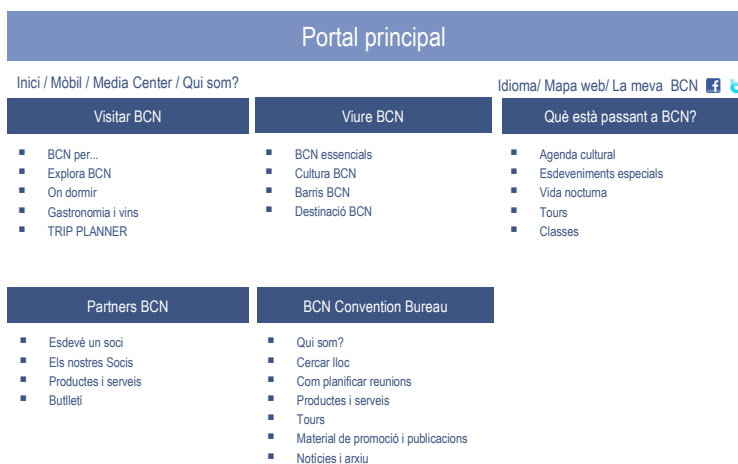 Portal principal
Inici / Mòbil / Media Center / Qui som?
Idioma/ Mapa web/ La meva BCN
Visitar BCN
BCN per...
Explora BCN
On dormir
Gastronomia i vins
TRIP PLANNER
Viure BCN
BCN essencials
Cultura BCN
Barris BCN
Destinació BCN
Què està passant a BCN?
Agenda cultural
Esdeveniments especials
Vida nocturna
Tours
Classes
Partners BCN
Esdevé un soci
Els nostres Socis
Productes i serveis
Butlletí
BCN Convention Bureau
Qui som?
Cercar lloc
Com planificar reunions
Productes i serveis
Tours
Material de promoció i publicacions
Notícies i arxiu